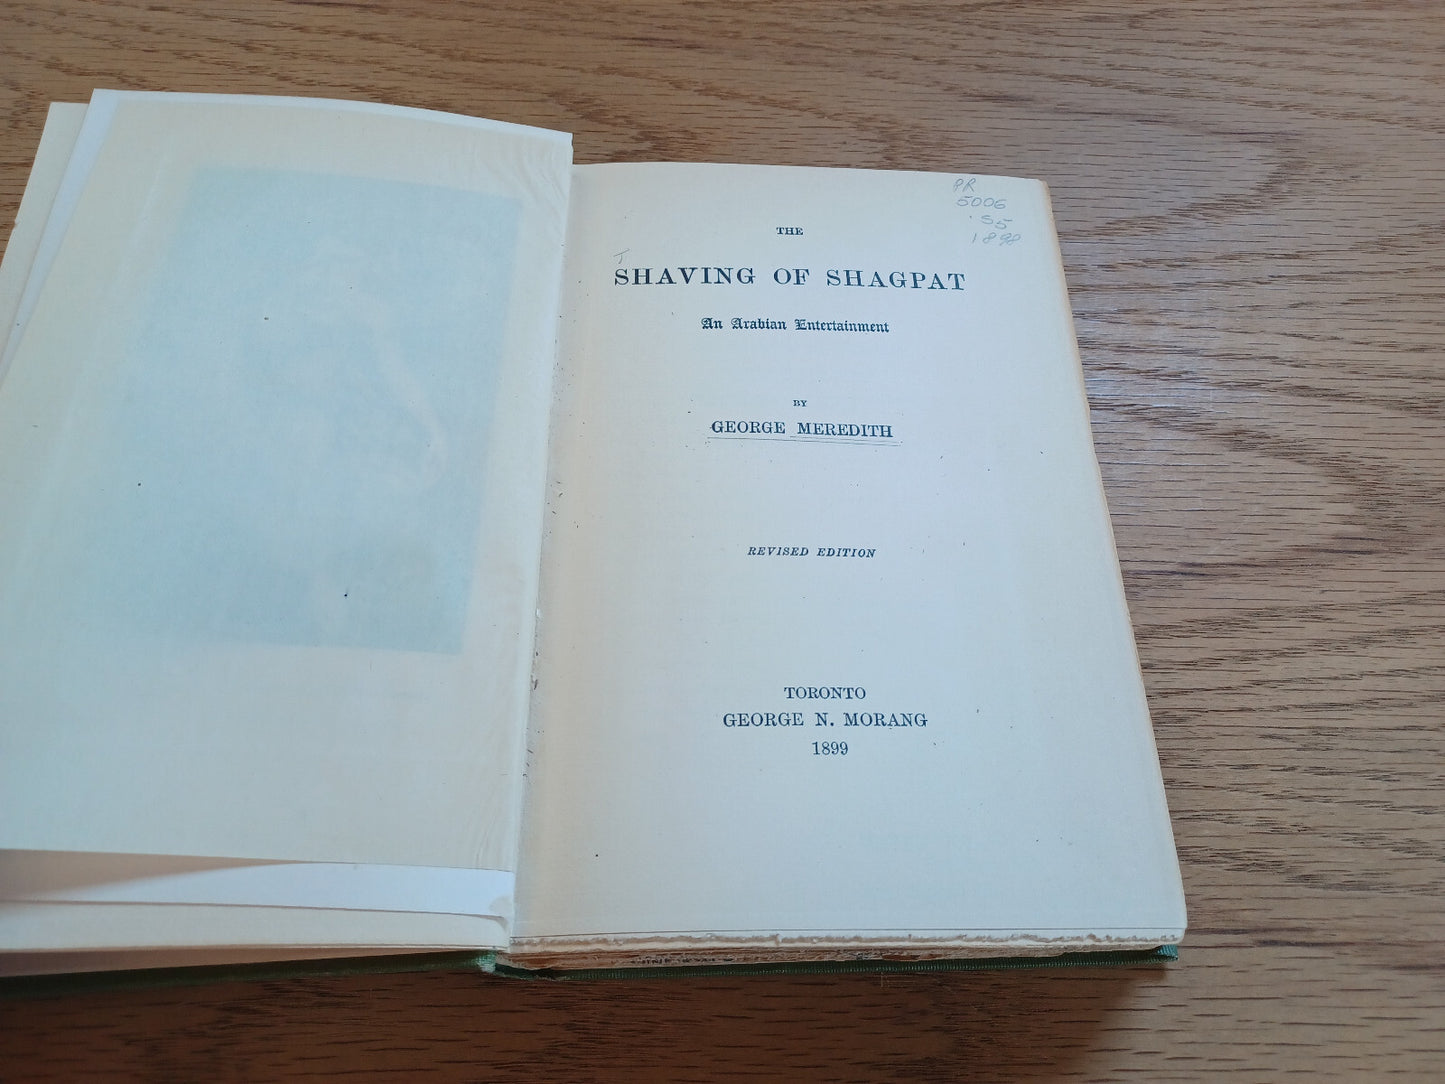 PR
5006
.S5
1898
THE
SHAVING OF SHAGPAT
An Arabian Entertainment
BY
GEORGE MEREDITH
REVISED EDITION
TORONTO
GEORGE N. MORANG
1899